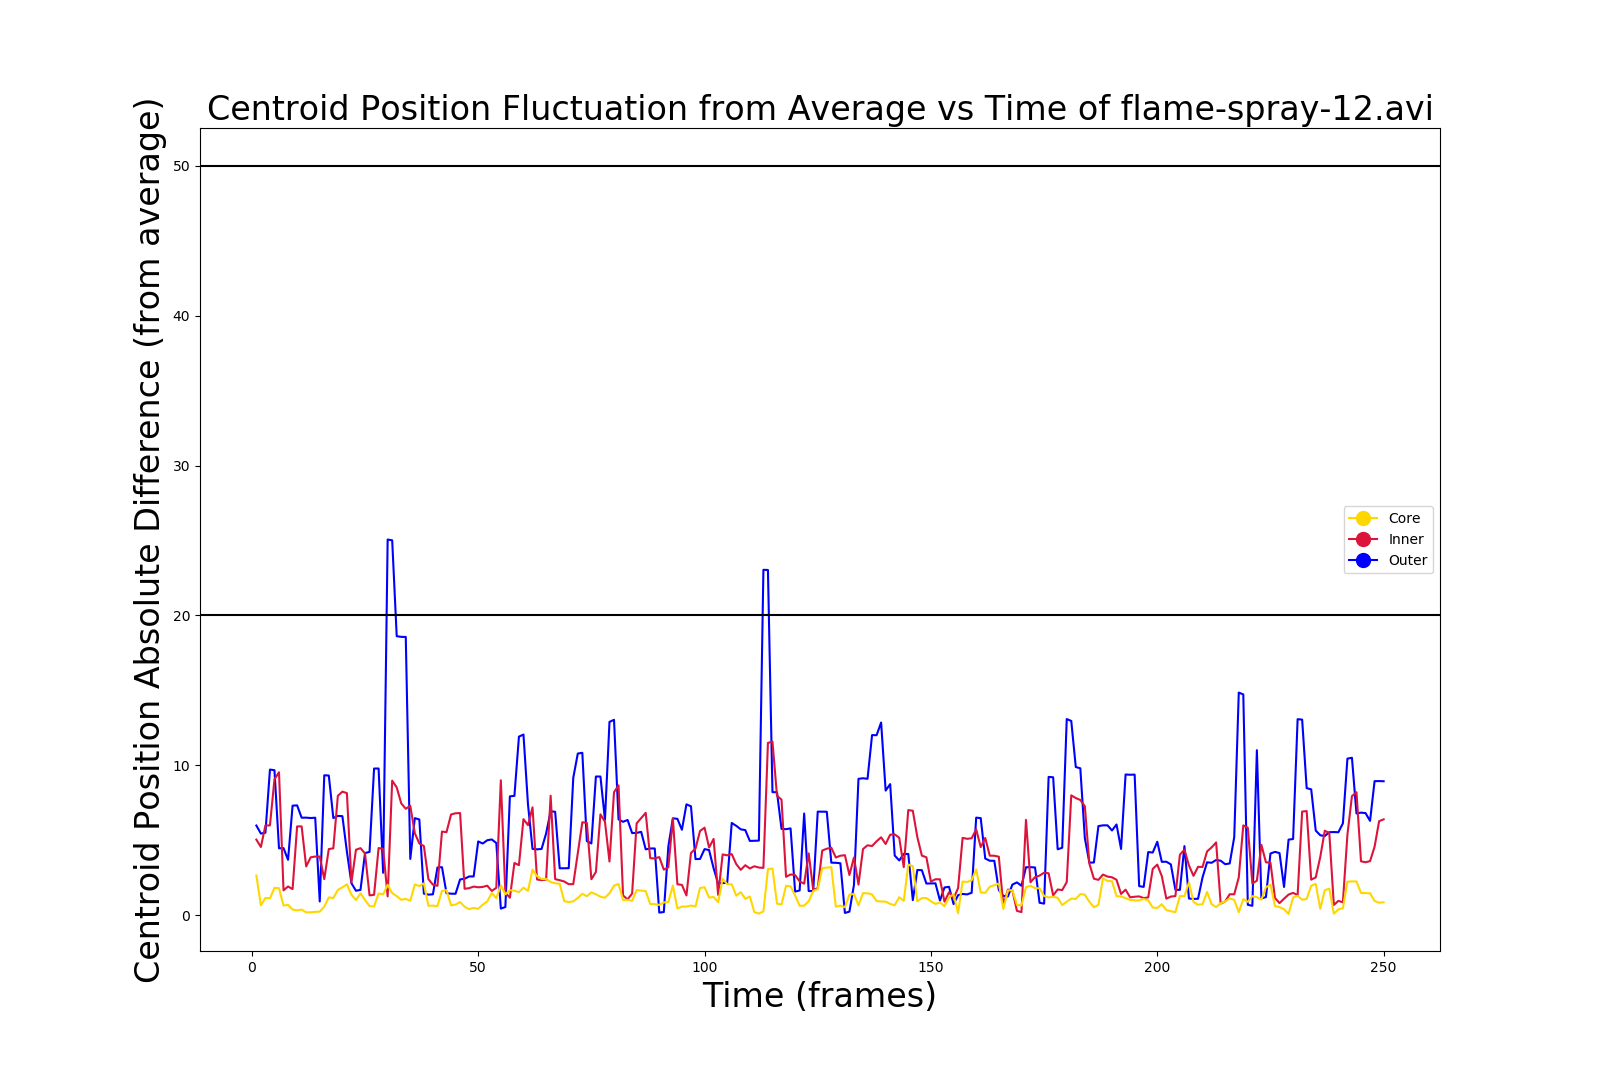 Centroid Position Fluctuation from Average vs Time of flame-spray-12.avi
Centroid Position Absolute Difference (from average)
50
40
30
20
10
0
Core
Inner
Outer
0 50 100 150 200 250
Time (frames)